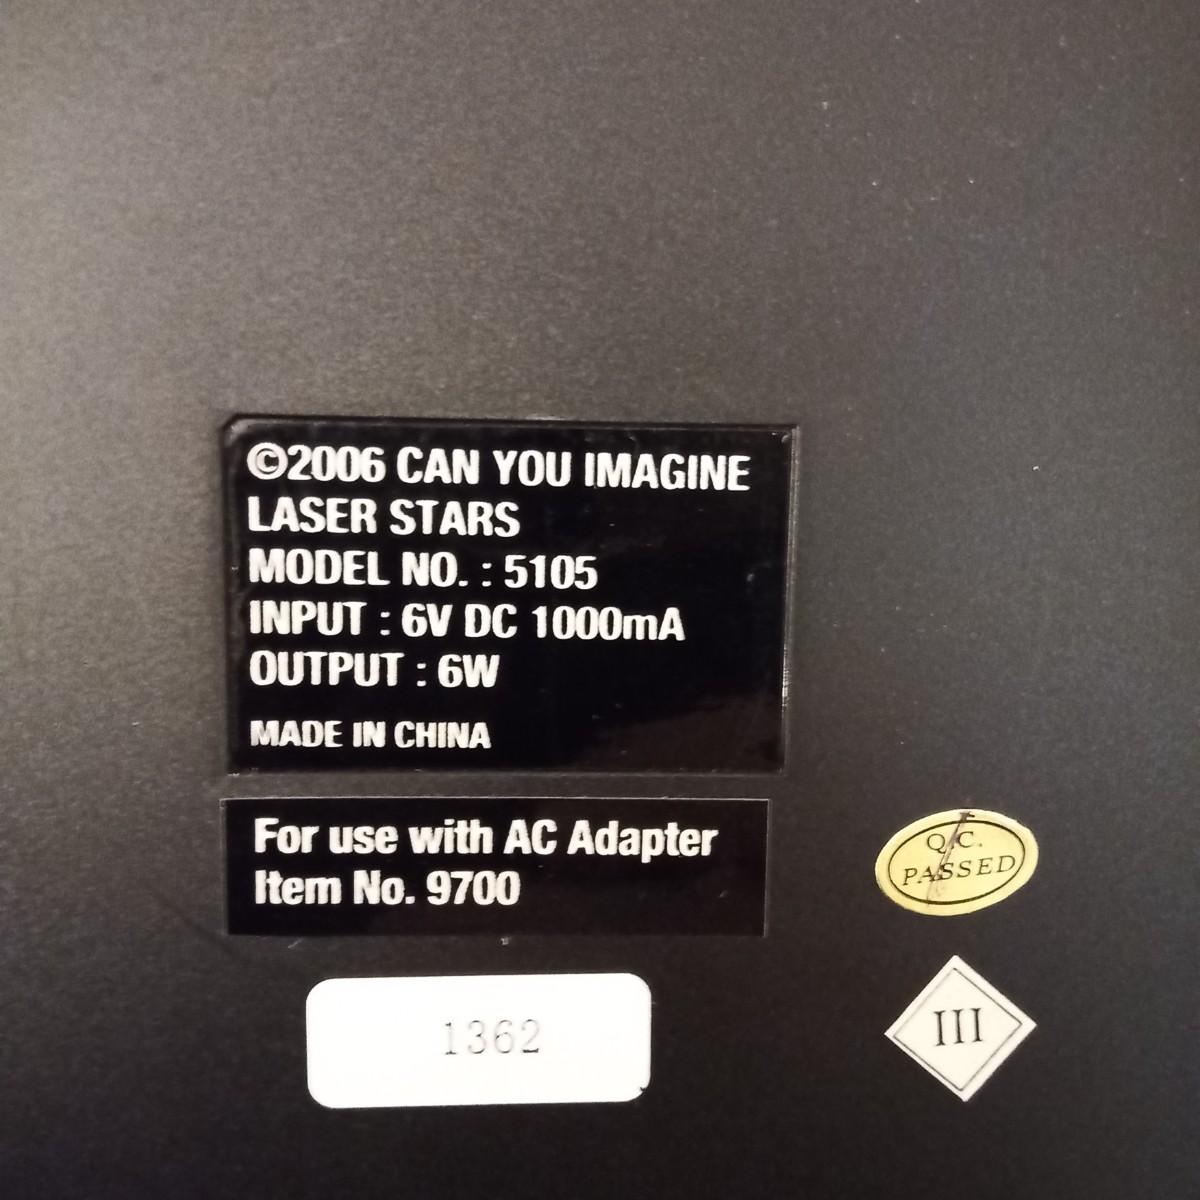 ©2006 CAN YOU IMAGINE
LASER STARS
MODEL NO. : 5105
INPUT : 6V DC 1000mA
OUTPUT : 6W
MADE IN CHINA
For use with AC Adapter
Item No. 9700
Q.C.
PASSED
1362
III